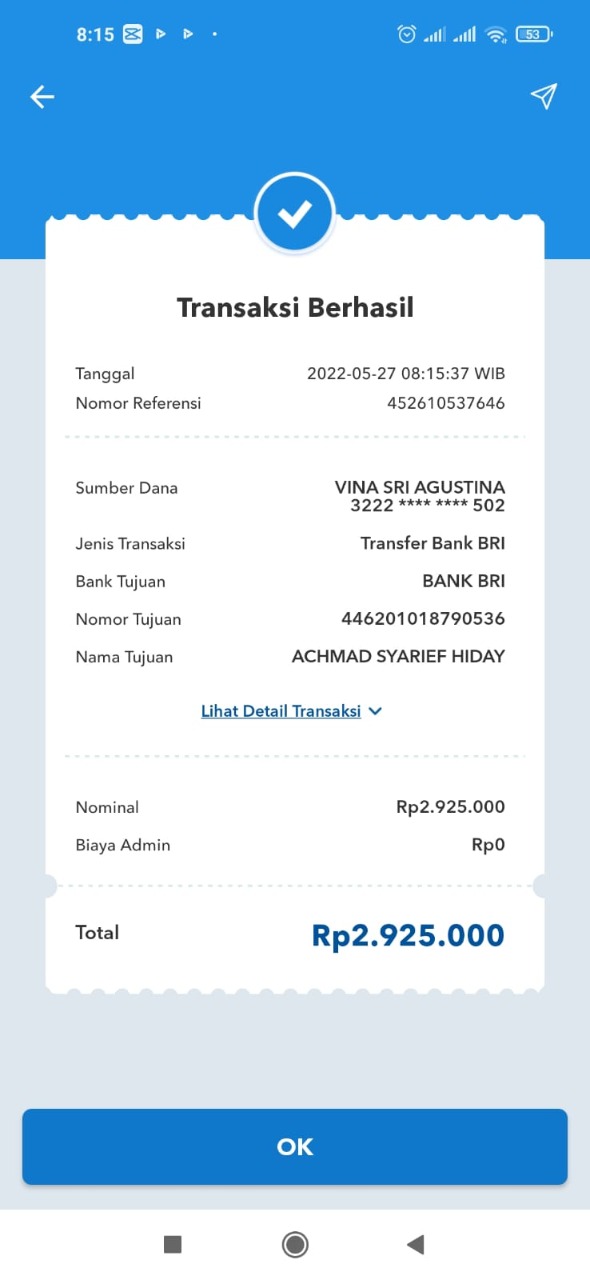 8:15
53
Transaksi Berhasil
Tanggal 2022-05-27 08:15:37 WIB
Nomor Referensi 452610537646
Sumber Dana VINA SRI AGUSTINA
3222 **** **** 502
Jenis Transaksi Transfer Bank BRI
Bank Tujuan BANK BRI
Nomor Tujuan 446201018790536
Nama Tujuan ACHMAD SYARIEF HIDAY
Lihat Detail Transaksi
Nominal Rp2.925.000
Biaya Admin Rp0
Total Rp2.925.000
OK